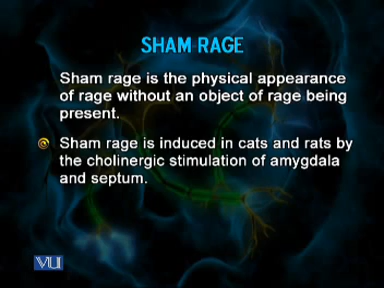 SHAM RAGE
Sham rage is the physical appearance
of rage without an object of rage being
present.
Sham rage is induced in cats and rats by
the cholinergic stimulation of amygdala
and septum.
VU